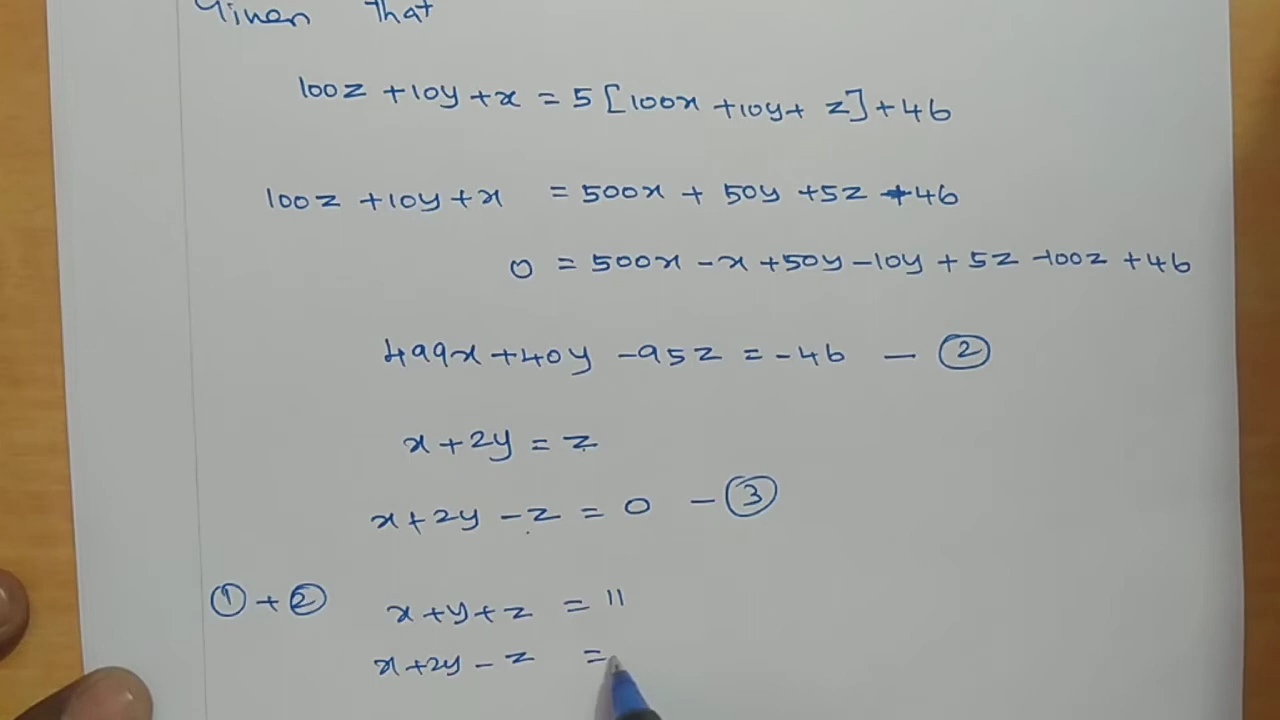 Given That
100z + 10y + x = 5 [100x + 10y + z] + 46
100z + 10y + x = 500x + 50y + 5z + 46
0 = 500x - x + 50y - 10y + 5z - 100z + 46
499x + 40y - 95z = -46 - ②
x + 2y = z
x + 2y - z = 0 - ③
① + ② x + y + z = 11
x + 2y - z =